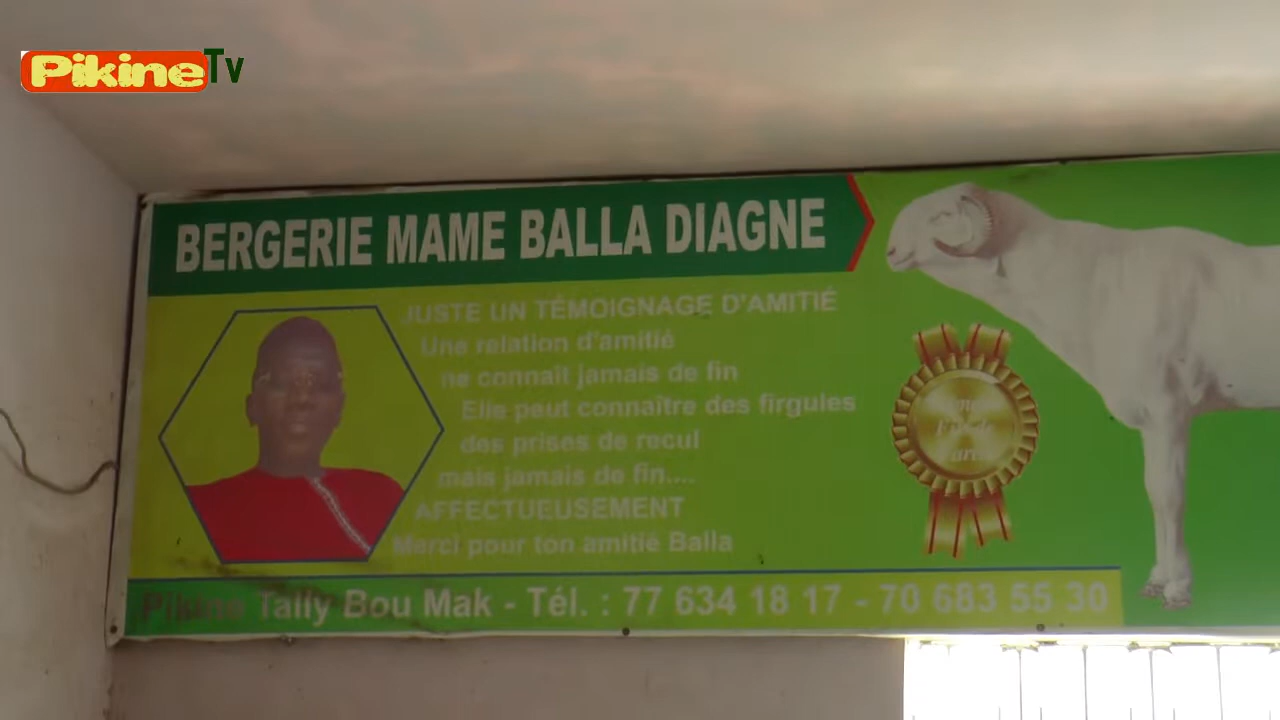 PikineTv
BERGERIE MAME BALLA DIAGNE
JUSTE UN TÉMOIGNAGE D'AMITIÉ
Une relation d'amitié
ne connaît jamais de fin
Elle peut connaître des firgules
des prises de recul
mais jamais de fin....
AFFECTUEUSEMENT
Merci pour ton amitié Balla
Pikine Tally Bou Mak - Tél. : 77 634 18 17 - 70 683 55 30